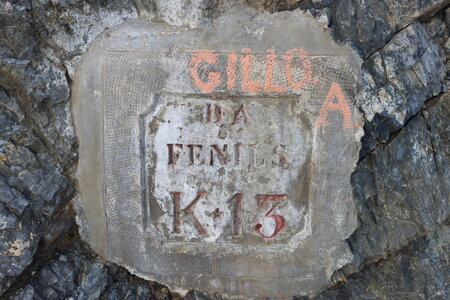 GILLO
A
DA
FENILS
K·13